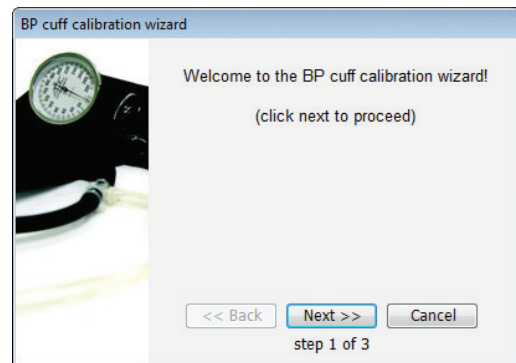 BP cuff calibration wizard
Welcome to the BP cuff calibration wizard!
(click next to proceed)
<< Back Next >> Cancel
step 1 of 3